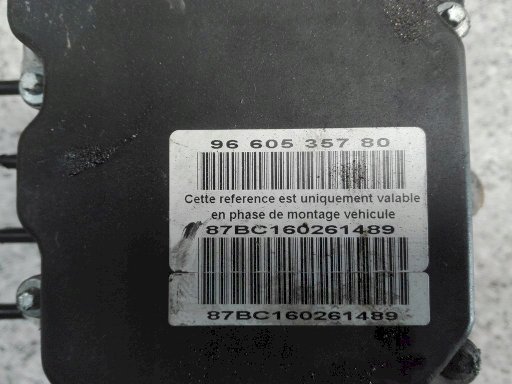 96 605 357 80
Cette reference est uniquement valable
en phase de montage vehicule
87BC160261489
87BC160261489